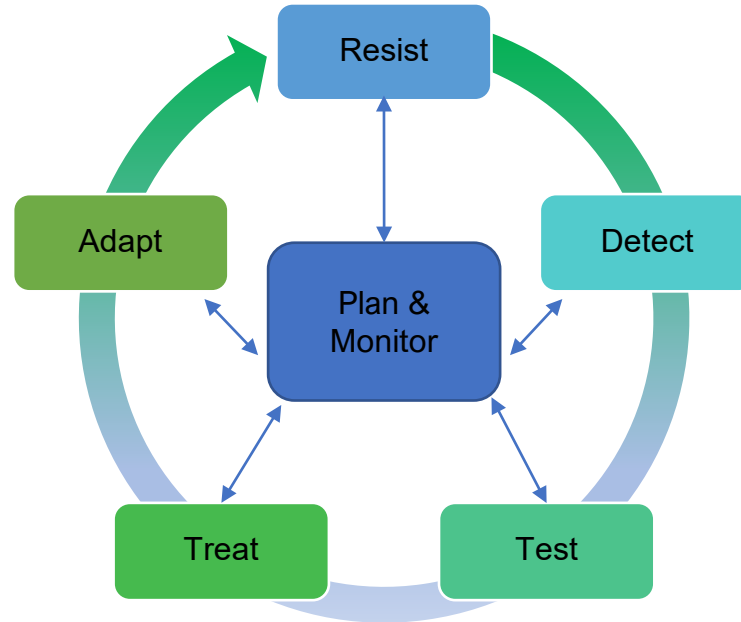 Resist
Adapt
Detect
Plan &
Monitor
Treat
Test